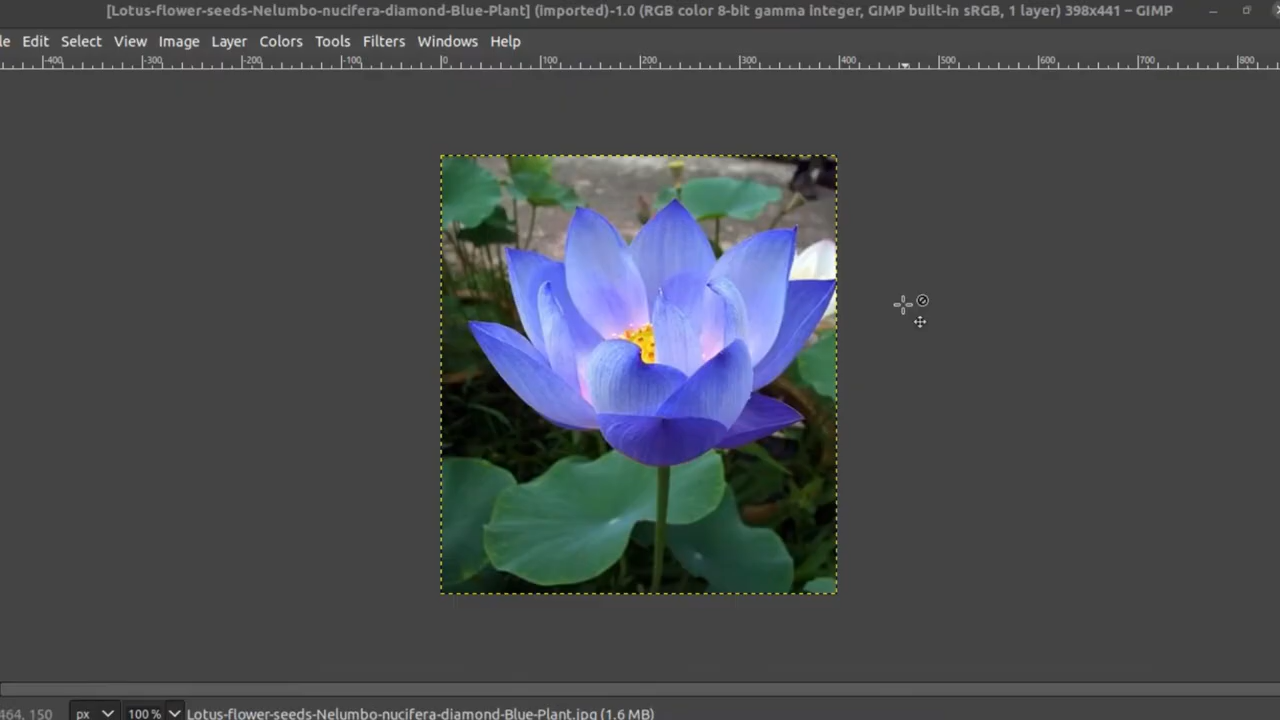 [Lotus-flower-seeds-Nelumbo-nucifera-diamond-Blue-Plant] (imported)-1.0 (RGB color 8-bit gamma integer, GIMP built-in sRGB, 1 layer) 398x441 – GIMP
le Edit Select View Image Layer Colors Tools Filters Windows Help
-400 -300 -200 -100 0 100 200 300 400 500 600 700 800
464, 150 px 100 % Lotus-flower-seeds-Nelumbo-nucifera-diamond-Blue-Plant.jpg (1.6 MB)